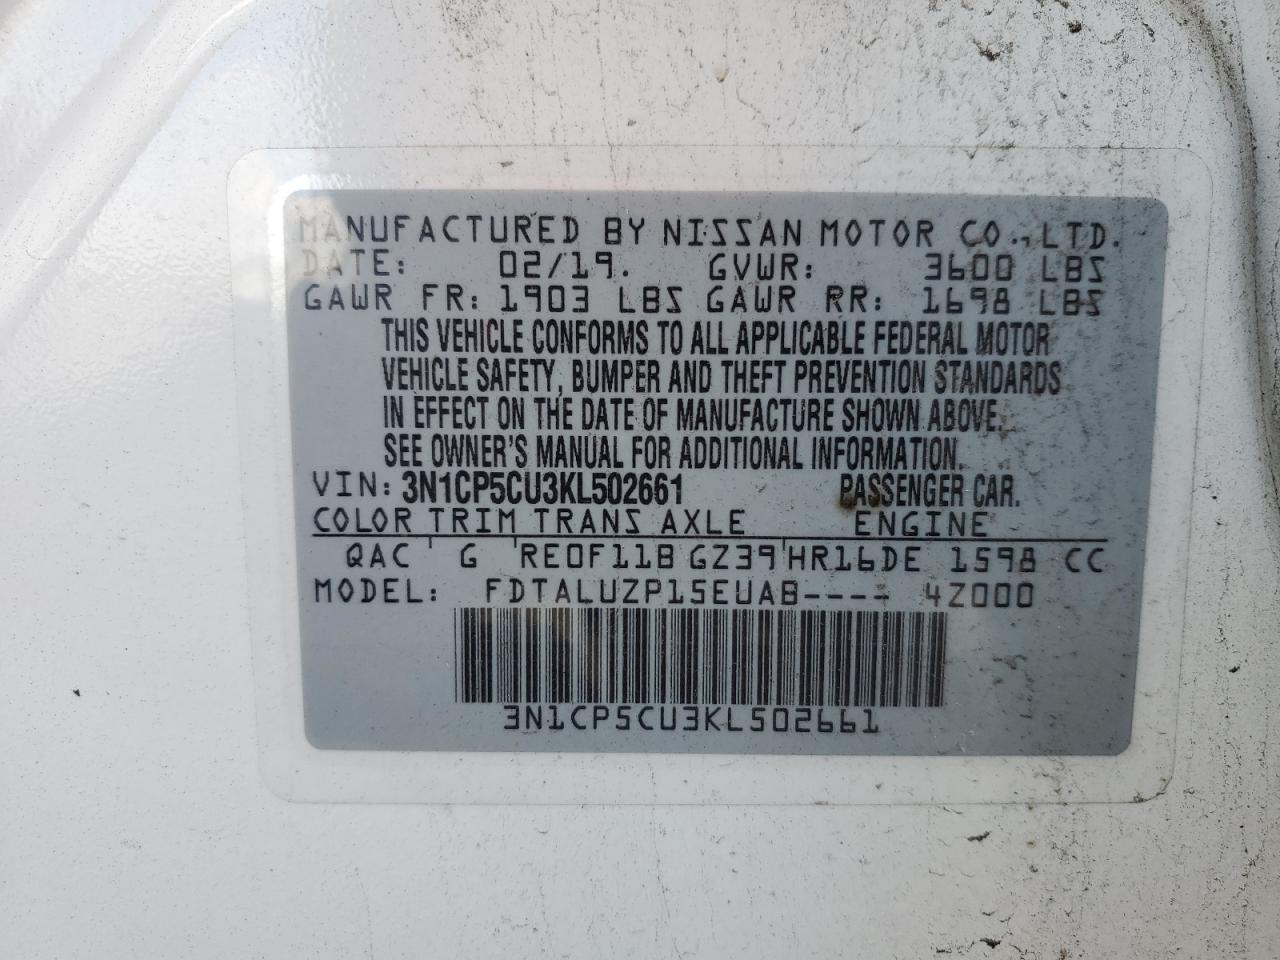 MANUFACTURED BY NISSAN MOTOR CO., LTD.
DATE: 02/19. GVWR: 3600 LBS
GAWR FR: 1903 LBS GAWR RR: 1698 LBS
THIS VEHICLE CONFORMS TO ALL APPLICABLE FEDERAL MOTOR
VEHICLE SAFETY, BUMPER AND THEFT PREVENTION STANDARDS
IN EFFECT ON THE DATE OF MANUFACTURE SHOWN ABOVE.
SEE OWNER'S MANUAL FOR ADDITIONAL INFORMATION.
VIN: 3N1CP5CU3KL502661 PASSENGER CAR.
COLOR TRIM TRANS AXLE ENGINE
QAC G RE0F11B GZ39 HR16DE 1598 CC
MODEL: FDTALUZP15EUAB---- 4Z000
3N1CP5CU3KL502661